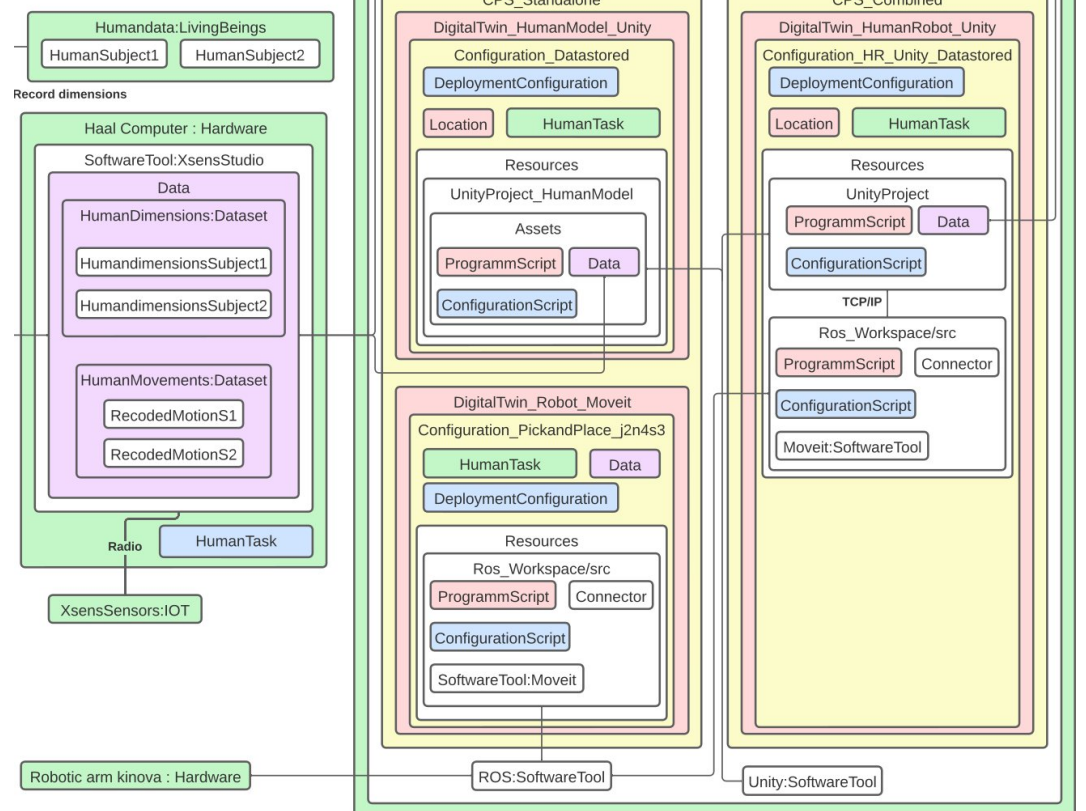 Humandata:LivingBeings
HumanSubject1
HumanSubject2
Record dimensions
Haal Computer : Hardware
SoftwareTool:XsensStudio
Data
HumanDimensions:Dataset
HumandimensionsSubject1
HumandimensionsSubject2
HumanMovements:Dataset
RecodedMotionS1
RecodedMotionS2
Radio
HumanTask
XsensSensors:IOT
Robotic arm kinova : Hardware
CPS_Standalone
DigitalTwin_HumanModel_Unity
Configuration_Datastored
DeploymentConfiguration
Location
HumanTask
Resources
UnityProject_HumanModel
Assets
ProgrammScript
Data
ConfigurationScript
DigitalTwin_Robot_Moveit
Configuration_PickandPlace_j2n4s3
HumanTask
Data
DeploymentConfiguration
Resources
Ros_Workspace/src
ProgrammScript
Connector
ConfigurationScript
SoftwareTool:Moveit
ROS:SoftwareTool
CPS_Combined
DigitalTwin_HumanRobot_Unity
Configuration_HR_Unity_Datastored
DeploymentConfiguration
Location
HumanTask
Resources
UnityProject
ProgrammScript
Data
ConfigurationScript
TCP/IP
Ros_Workspace/src
ProgrammScript
Connector
ConfigurationScript
Moveit:SoftwareTool
Unity:SoftwareTool